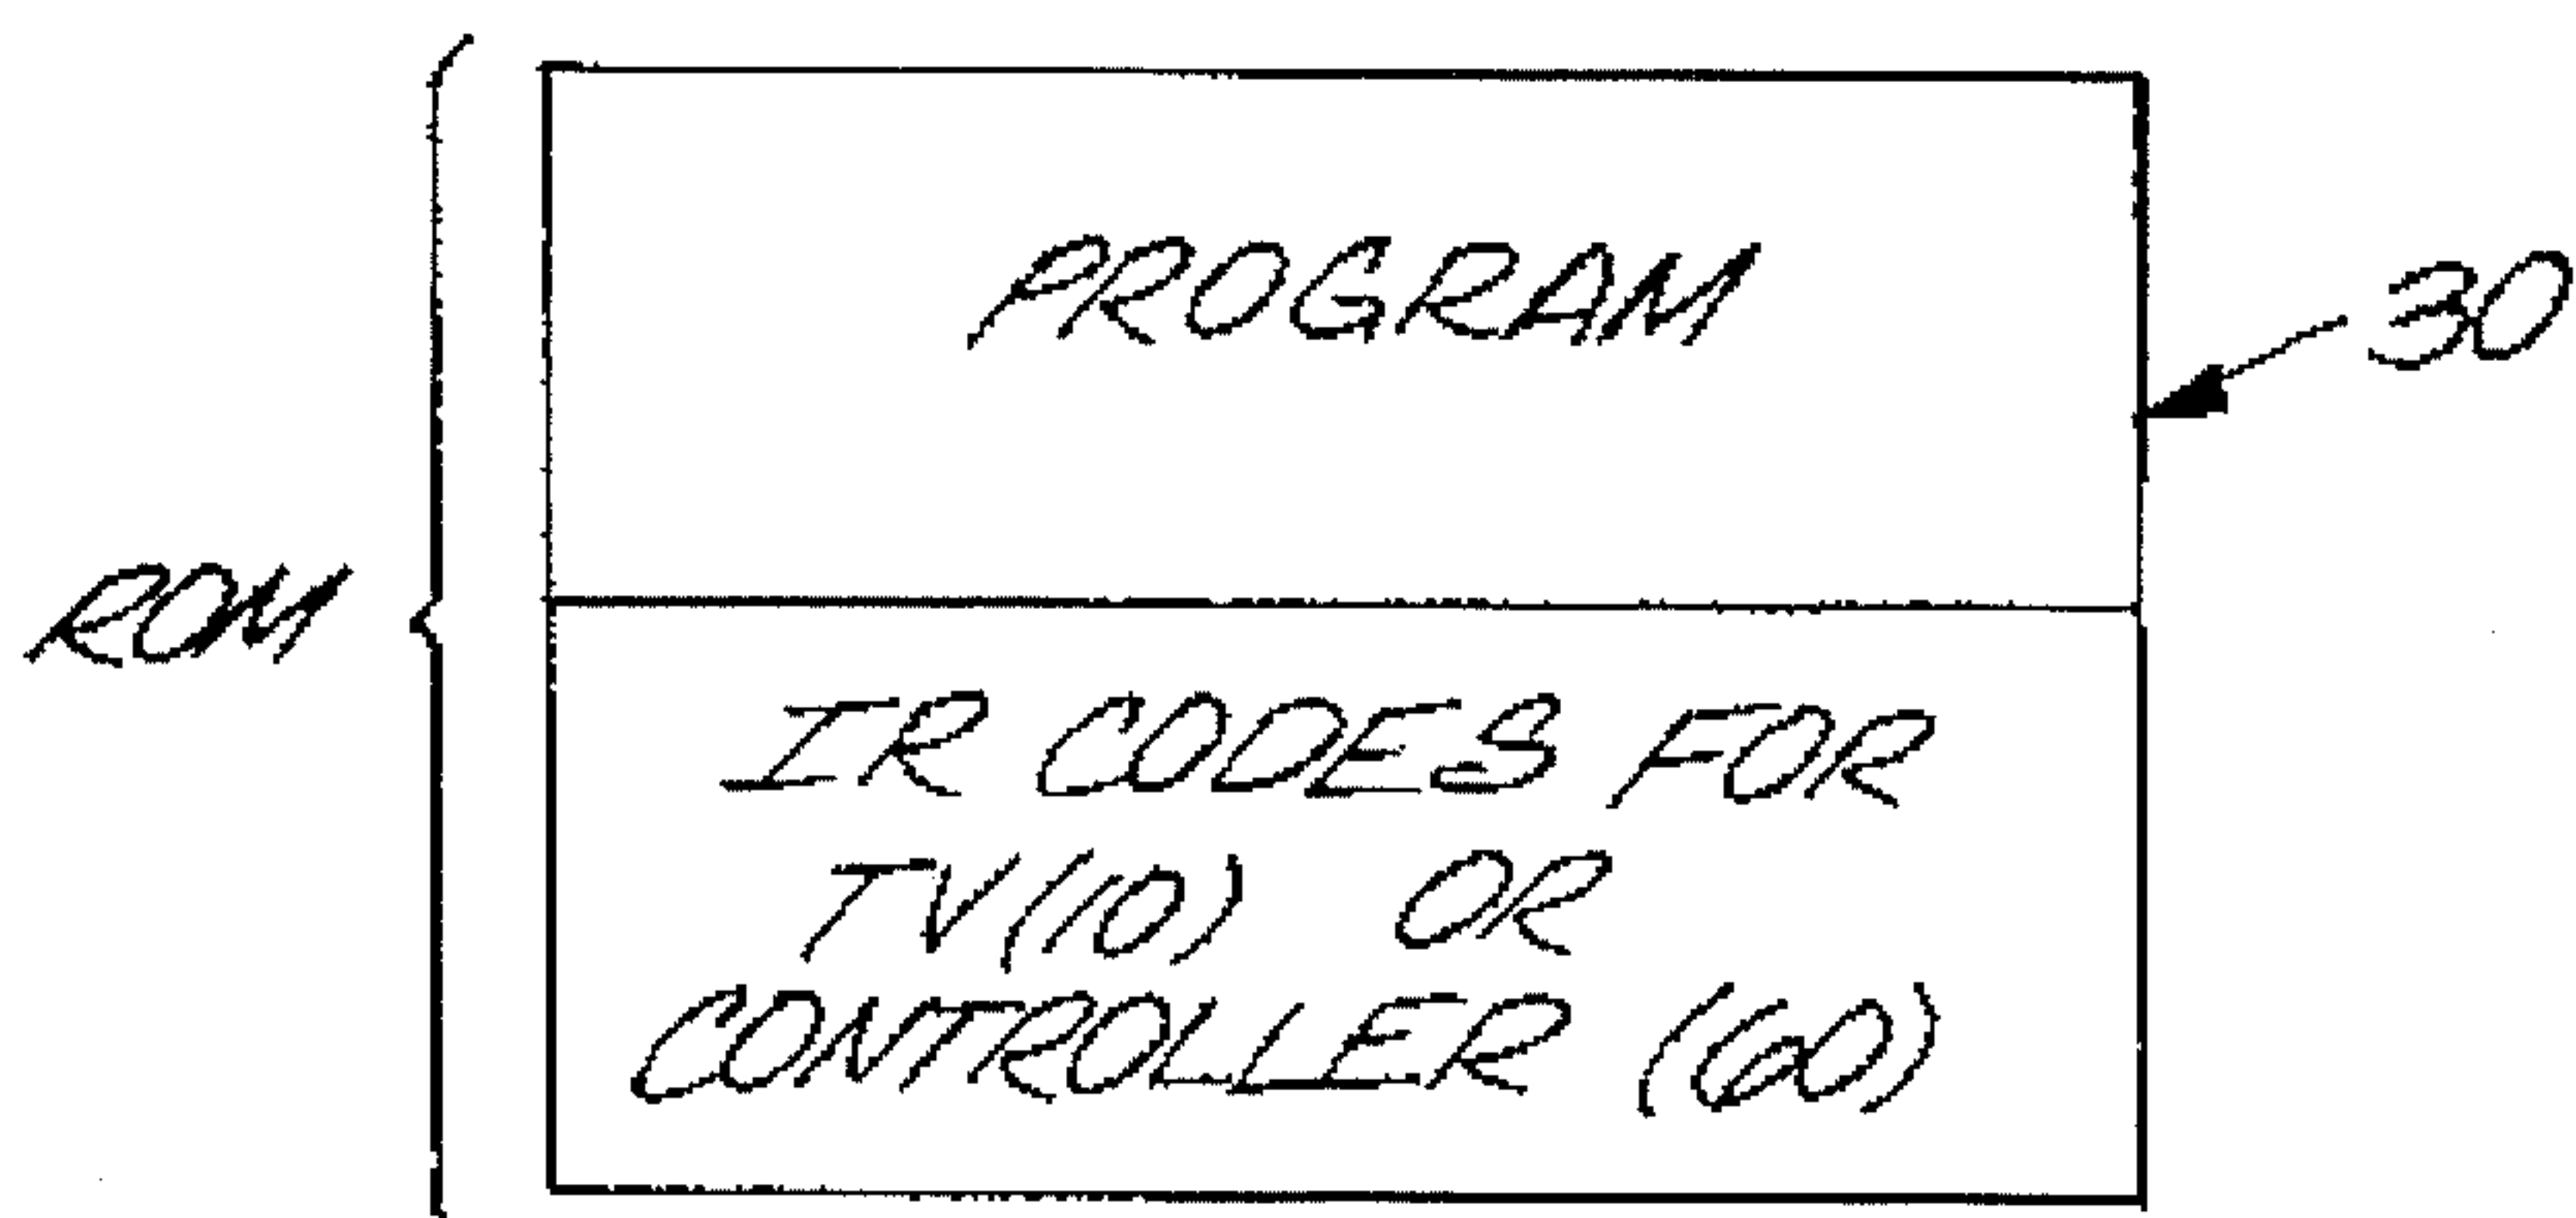 PROGRAM
30
ROM
IR CODES FOR
TV(10) OR
CONTROLLER (60)